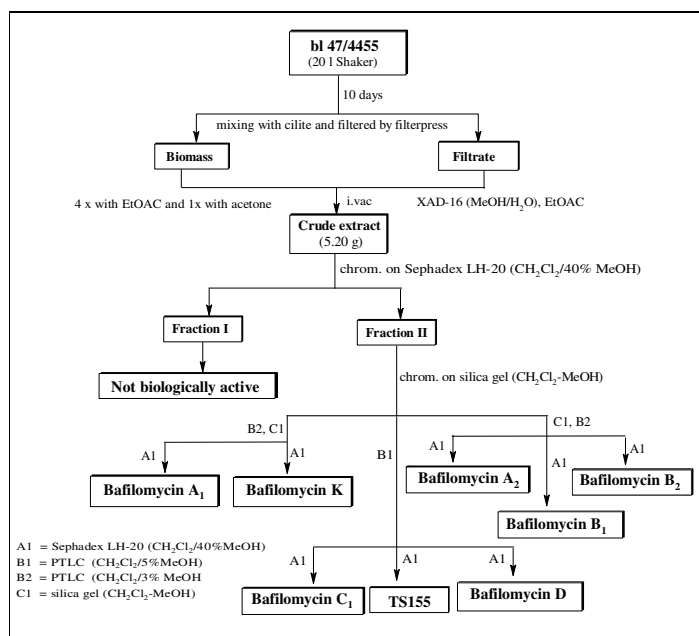 bl 47/4455
(20 l Shaker)
10 days
mixing with cilite and filtered by filterpress
Biomass
Filtrate
4 x with EtOAC and 1x with acetone
i.vac
XAD-16 (MeOH/H₂O), EtOAC
Crude extract
(5.20 g)
chrom. on Sephadex LH-20 (CH₂Cl₂/40% MeOH)
Fraction I
Fraction II
Not biologically active
chrom. on silica gel (CH₂Cl₂-MeOH)
B2, C1
B1
C1, B2
A1
A1
A1
A1
A1
Bafilomycin A₁
Bafilomycin K
Bafilomycin A₂
Bafilomycin B₂
Bafilomycin B₁
A1 = Sephadex LH-20 (CH₂Cl/40%MeOH)
B1 = PTLC (CH₂Cl₂/5%MeOH)
B2 = PTLC (CH₂Cl₂/3% MeOH
C1 = silica gel (CH₂Cl₂-MeOH)
A1
A1
A1
Bafilomycin C₁
TS155
Bafilomycin D